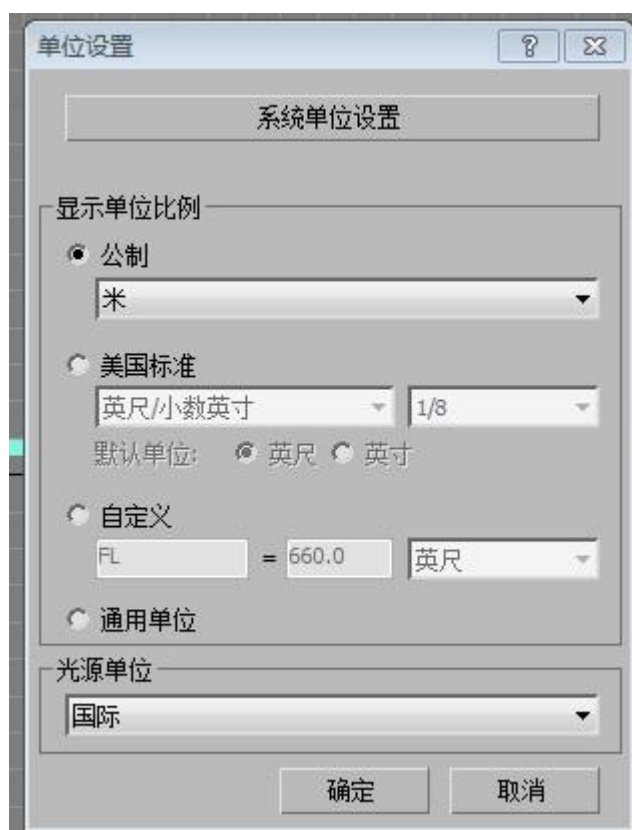 单位设置
系统单位设置
显示单位比例
公制
米
美国标准
英尺/小数英寸 1/8
默认单位: 英尺 英寸
自定义
FL = 660.0 英尺
通用单位
光源单位
国际
确定 取消